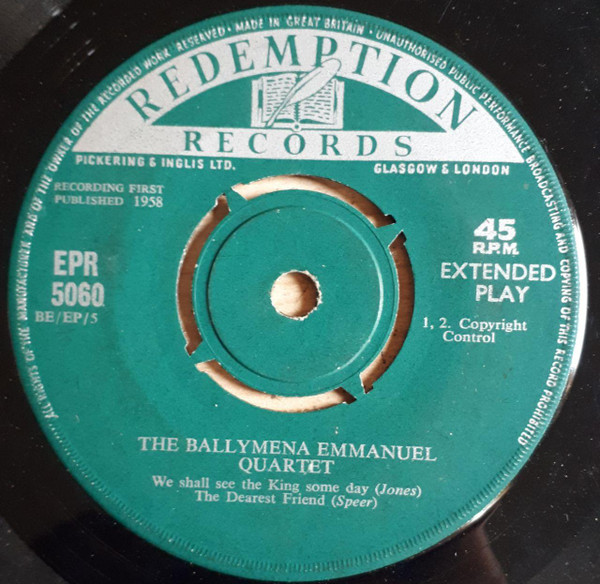 ALL RIGHTS OF THE MANUFACTURER AND OF THE OWNER OF THE RECORDED WORK RESERVED · MADE IN GREAT BRITAIN · UNAUTHORISED PUBLIC PERFORMANCE BROADCASTING AND COPYING OF THIS RECORD PROHIBITED
REDEMPTION
RECORDS
PICKERING & INGLIS LTD. GLASGOW & LONDON
RECORDING FIRST
PUBLISHED 1958
45
R.P.M.
EPR
5060
EXTENDED
PLAY
BE/EP/5
1, 2. Copyright
Control
THE BALLYMENA EMMANUEL
QUARTET
We shall see the King some day (Jones)
The Dearest Friend (Speer)